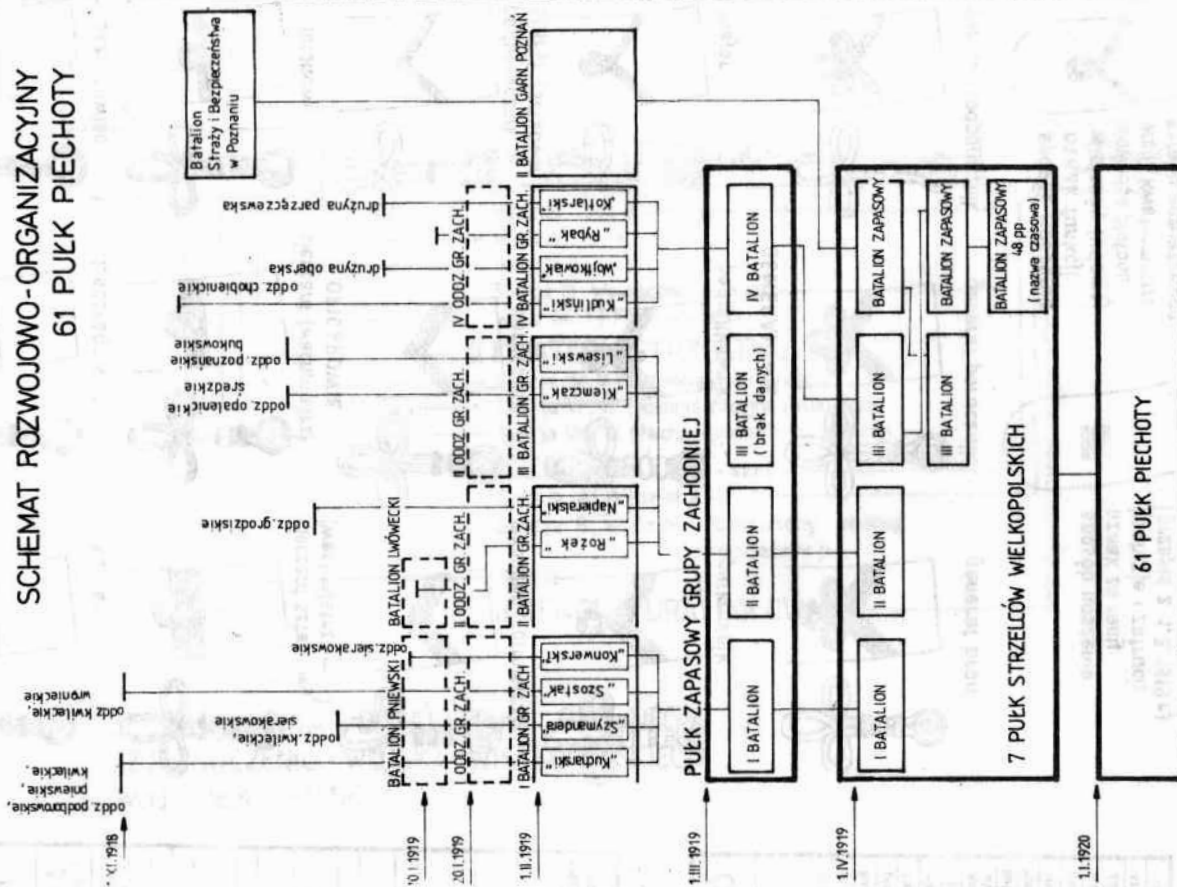 SCHEMAT ROZWOJOWO-ORGANIZACYJNY
61 PUŁK PIECHOTY
Batalion
Straży i Bezpieczeństwa
w Poznaniu
oddz. podborowskie,
pniewskie,
kwileckie
oddz kwileckie,
wronieckie
oddz. kwileckie,
sierakowskie
oddz. sierakowskie
oddz. grodziskie
oddz. opalenickie
średzkie
oddz. poznańskie
bukowskie
oddz. chobienickie
drużyna oberska
drużyna parzęczewska
XI.1918
BATALION PNIEWSKI
BATALION LWÓWECKI
10.I.1919
I ODDZ GR. ZACH.
II ODDZ. GR. ZACH.
II ODDZ. GR. ZACH.
IV ODDZ. GR. ZACH.
20.I.1919
I BATALION GR. ZACH
II BATALION GR. ZACH.
III BATALION GR. ZACH.
IV BATALION GR. ZACH.
II BATALION GARN. POZNAŃ
1.II.1919
„Kucharski"
„Szymandera"
„Szostak"
„Konwerski"
„Rożek"
„Napieralski"
„Klemczak"
„Lisewski"
„Kudliński"
„Wojtkowiak"
„Rybak"
„Kotlarski"
PUŁK ZAPASOWY GRUPY ZACHODNIEJ
1.III.1919
I BATALION
II BATALION
III BATALION
(brak danych)
IV BATALION
1.IV.1919
I BATALION
II BATALION
III BATALION
BATALION ZAPASOWY
III BATALION
BATALION ZAPASOWY
BATALION ZAPASOWY
48 pp
(nazwa czasowa)
7 PUŁK STRZELCÓW WIELKOPOLSKICH
1.I.1920
61 PUŁK PIECHOTY